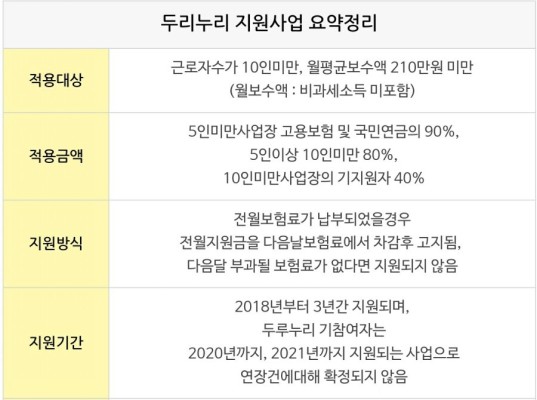 두리누리 지원사업 요약정리
적용대상
근로자수가 10인미만, 월평균보수액 210만원 미만
(월보수액 : 비과세소득 미포함)
적용금액
5인미만사업장 고용보험 및 국민연금의 90%,
5인이상 10인미만 80%,
10인미만사업장의 기지원자 40%
지원방식
전월보험료가 납부되었을경우
전월지원금을 다음날보험료에서 차감후 고지됨,
다음달 부과될 보험료가 없다면 지원되지 않음
지원기간
2018년부터 3년간 지원되며,
두루누리 기참여자는
2020년까지, 2021년까지 지원되는 사업으로
연장건에대해 확정되지 않음